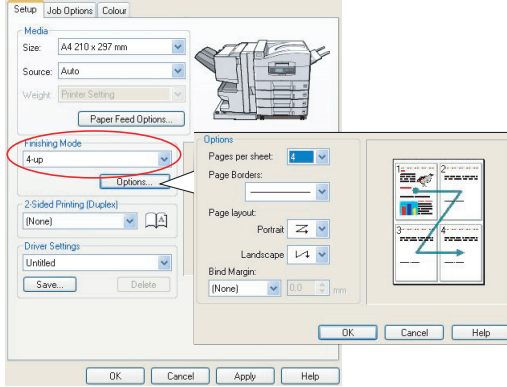 Setup Job Options Colour
Media
Size: A4 210 x 297 mm
Source: Auto
Weight: Printer Setting
Paper Feed Options...
Finishing Mode
4-up
Options...
2-Sided Printing (Duplex)
(None)
A
Driver Settings
Untitled
Save... Delete
OK Cancel Apply Help
Options
Pages per sheet: 4
Page Borders:
Page layout:
Portrait
Landscape
Bind Margin:
(None) 0.0 mm
1 2
3 4
OK Cancel Help